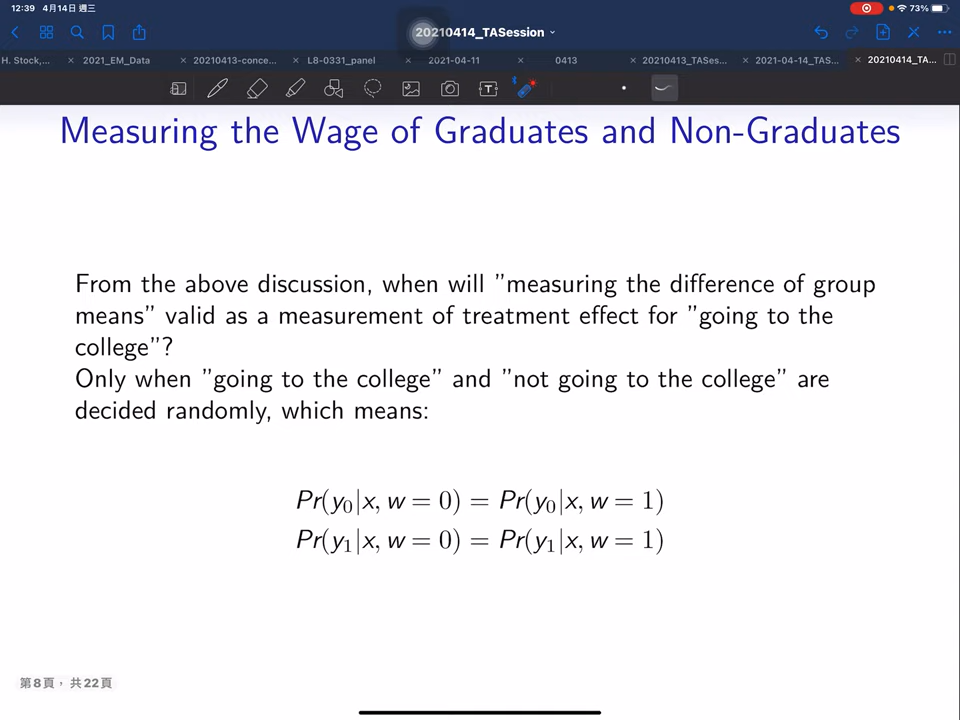 12:39 4月14日 週三 73%
20210414_TASession
H. Stock,... 2021_EM_Data 20210413-conce... L8-0331_panel 2021-04-11 0413 20210413_TASes... 2021-04-14_TAS... 20210414_TA...
T
Measuring the Wage of Graduates and Non-Graduates
From the above discussion, when will ”measuring the difference of group
means” valid as a measurement of treatment effect for ”going to the
college”?
Only when ”going to the college” and ”not going to the college” are
decided randomly, which means:
Pr(y₀|x, w = 0) = Pr(y₀|x, w = 1)
Pr(y₁|x, w = 0) = Pr(y₁|x, w = 1)
第8頁，共22頁